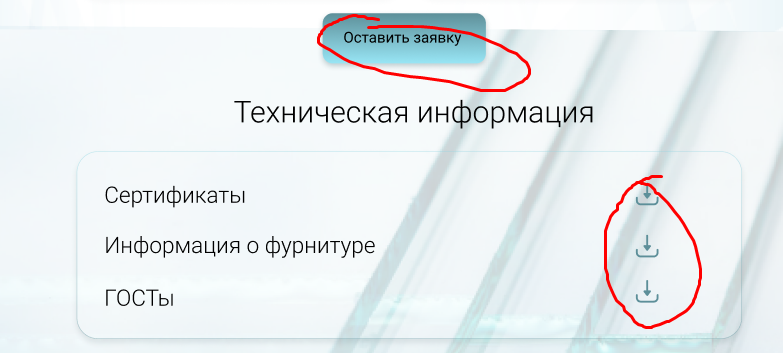 Оставить заявку
Техническая информация
Сертификаты
Информация о фурнитуре
ГОСТы